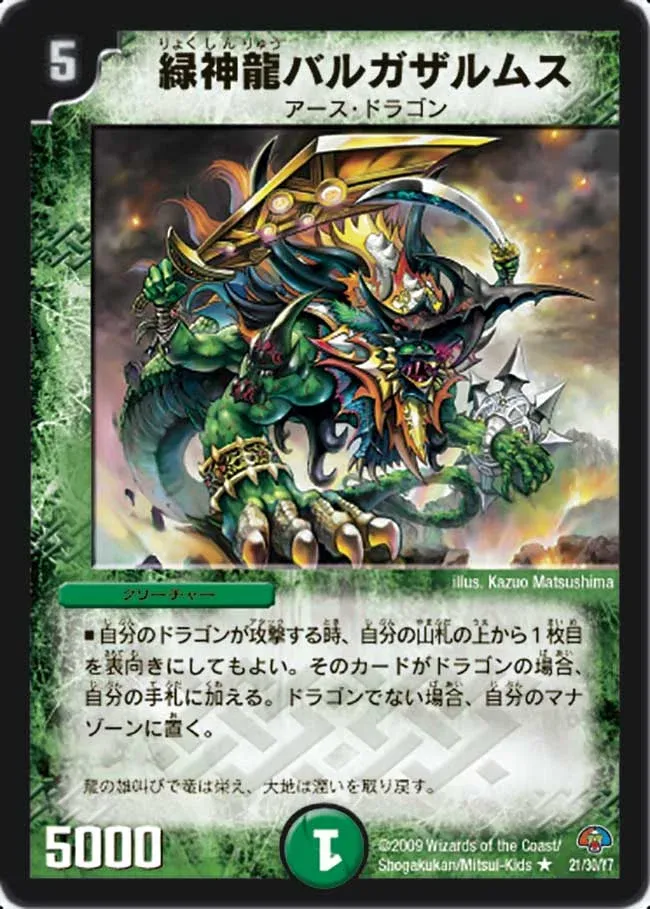 5
りょくしんりゅう
緑神龍バルガザルムス
アース・ドラゴン
illus. Kazuo Matsushima
クリーチャー
■自分のドラゴンが攻撃する時、自分の山札の上から1枚目
を表向きにしてもよい。そのカードがドラゴンの場合、
自分の手札に加える。ドラゴンでない場合、自分のマナ
ゾーンに置く。
龍の雄叫びで竜は栄え、大地は潤いを取り戻す。
5000
1
©2009 Wizards of the Coast/
Shogakukan/Mitsui-Kids ★ 21/30/Y7